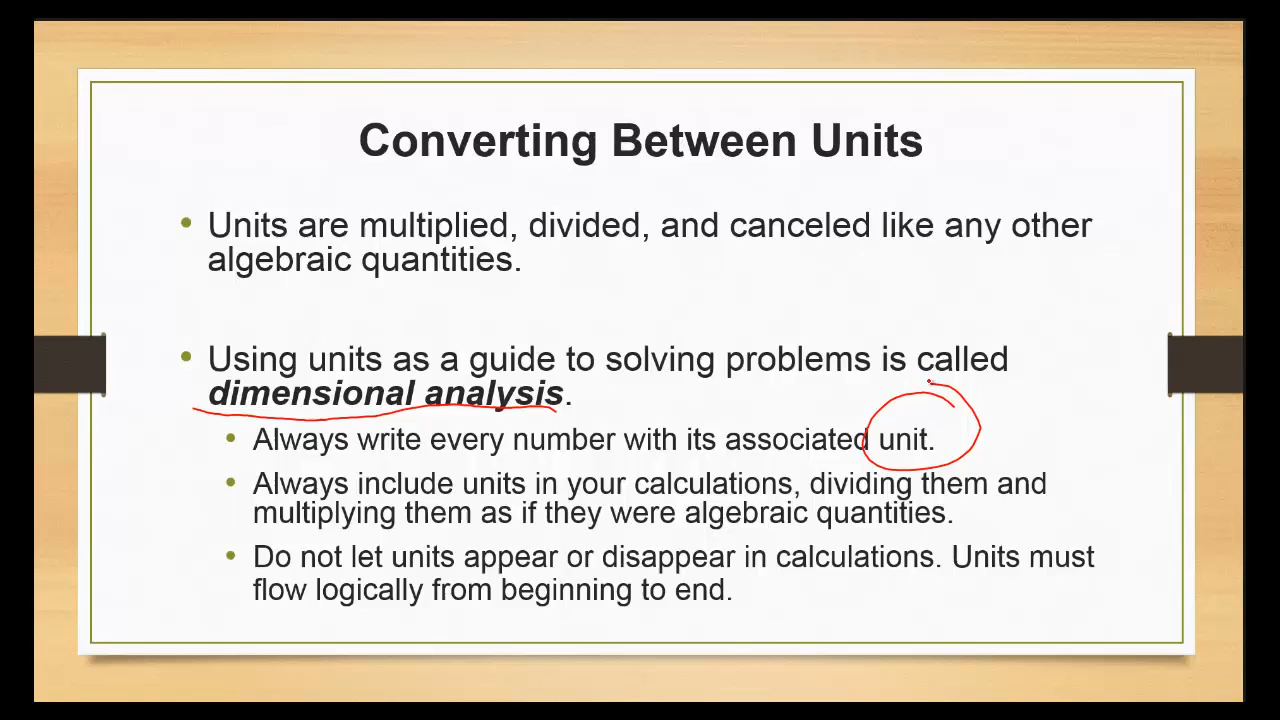 Converting Between Units
• Units are multiplied, divided, and canceled like any other
algebraic quantities.
• Using units as a guide to solving problems is called
dimensional analysis.
• Always write every number with its associated unit.
• Always include units in your calculations, dividing them and
multiplying them as if they were algebraic quantities.
• Do not let units appear or disappear in calculations. Units must
flow logically from beginning to end.